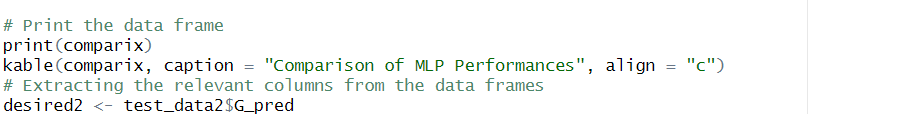 # Print the data frame
print(comparix)
kable(comparix, caption = "Comparison of MLP Performances", align = "c")
# Extracting the relevant columns from the data frames
desired2 <- test_data2$G_pred